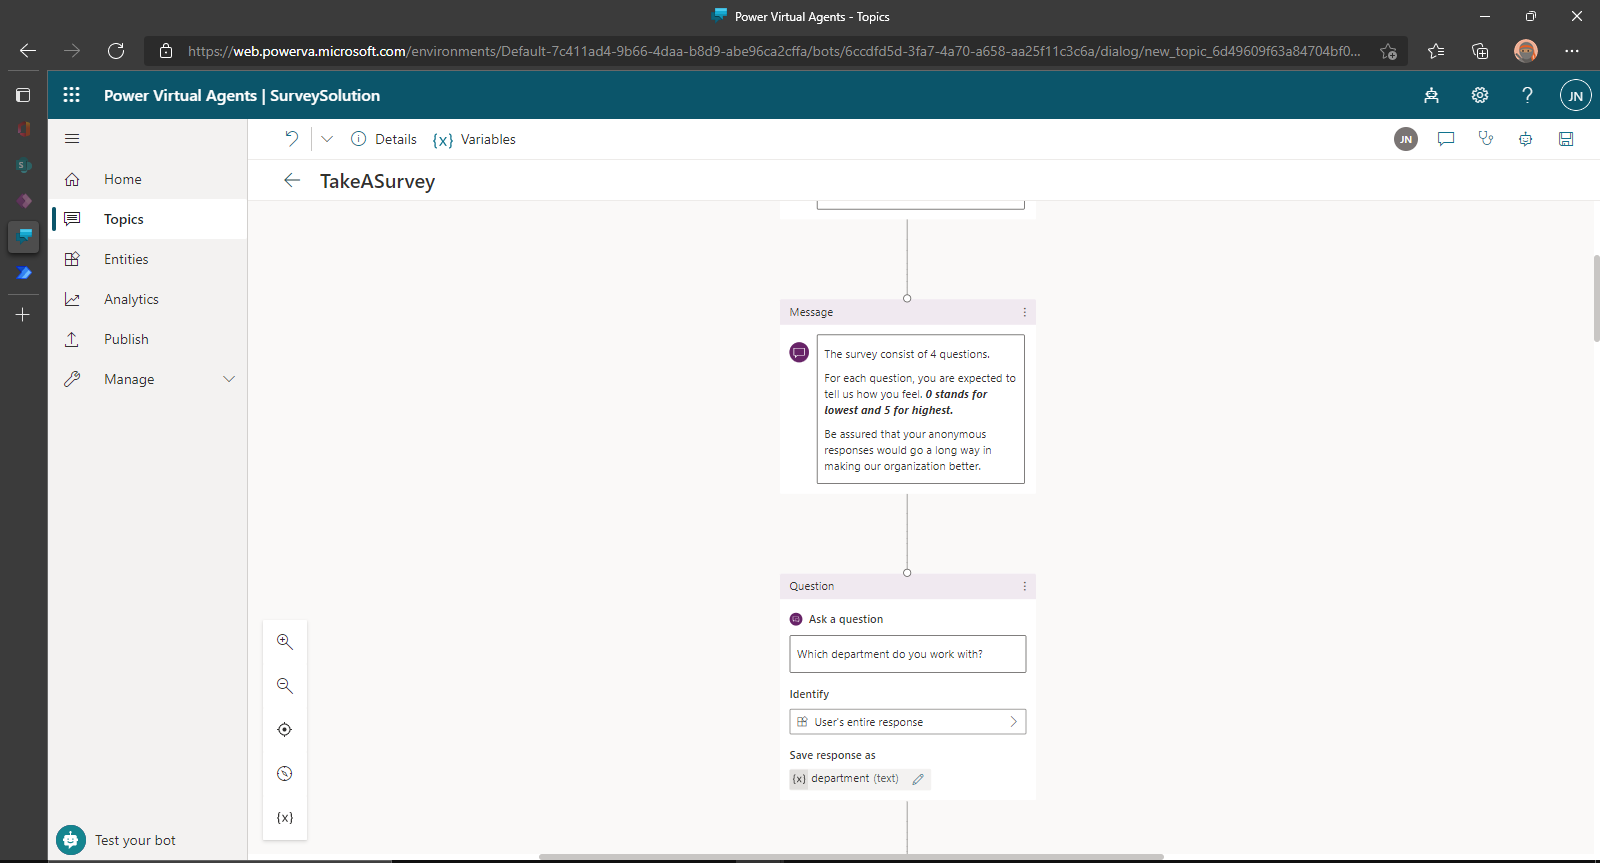 Power Virtual Agents - Topics
https://web.powerva.microsoft.com/environments/Default-7c411ad4-9b66-4daa-b8d9-abe96ca2cffa/bots/6ccdfd5d-3fa7-4a70-a658-aa25f11c3c6a/dialog/new_topic_6d49609f63a84704bf0...
Power Virtual Agents | SurveySolution
JN
Details
{x} Variables
JN
Home
TakeASurvey
Topics
Entities
Analytics
Publish
Manage
Message
The survey consist of 4 questions.
For each question, you are expected to
tell us how you feel. 0 stands for
lowest and 5 for highest.
Be assured that your anonymous
responses would go a long way in
making our organization better.
Question
Ask a question
Which department do you work with?
Identify
User's entire response
Save response as
{x} department (text)
{x}
Test your bot